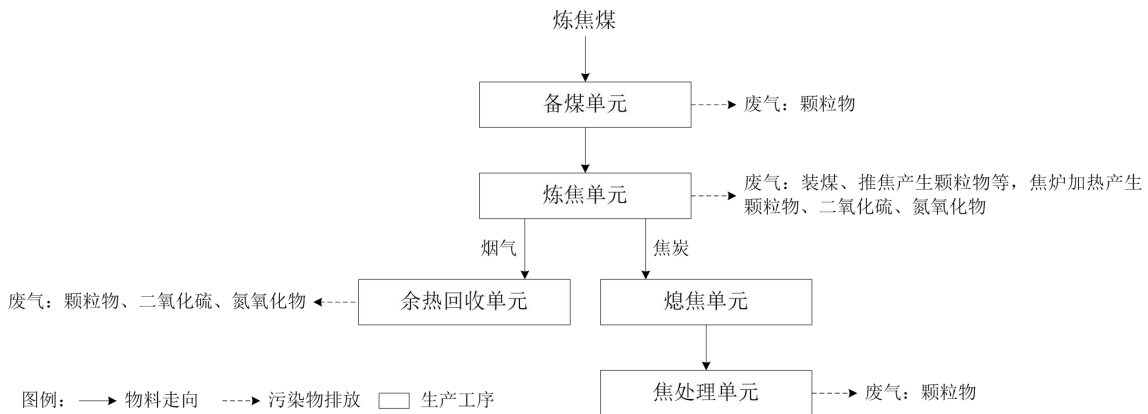 炼焦煤
备煤单元
废气：颗粒物
炼焦单元
废气：装煤、推焦产生颗粒物等，焦炉加热产生
颗粒物、二氧化硫、氮氧化物
烟气
焦炭
废气：颗粒物、二氧化硫、氮氧化物
余热回收单元
熄焦单元
焦处理单元
废气：颗粒物
图例：
物料走向
污染物排放
生产工序